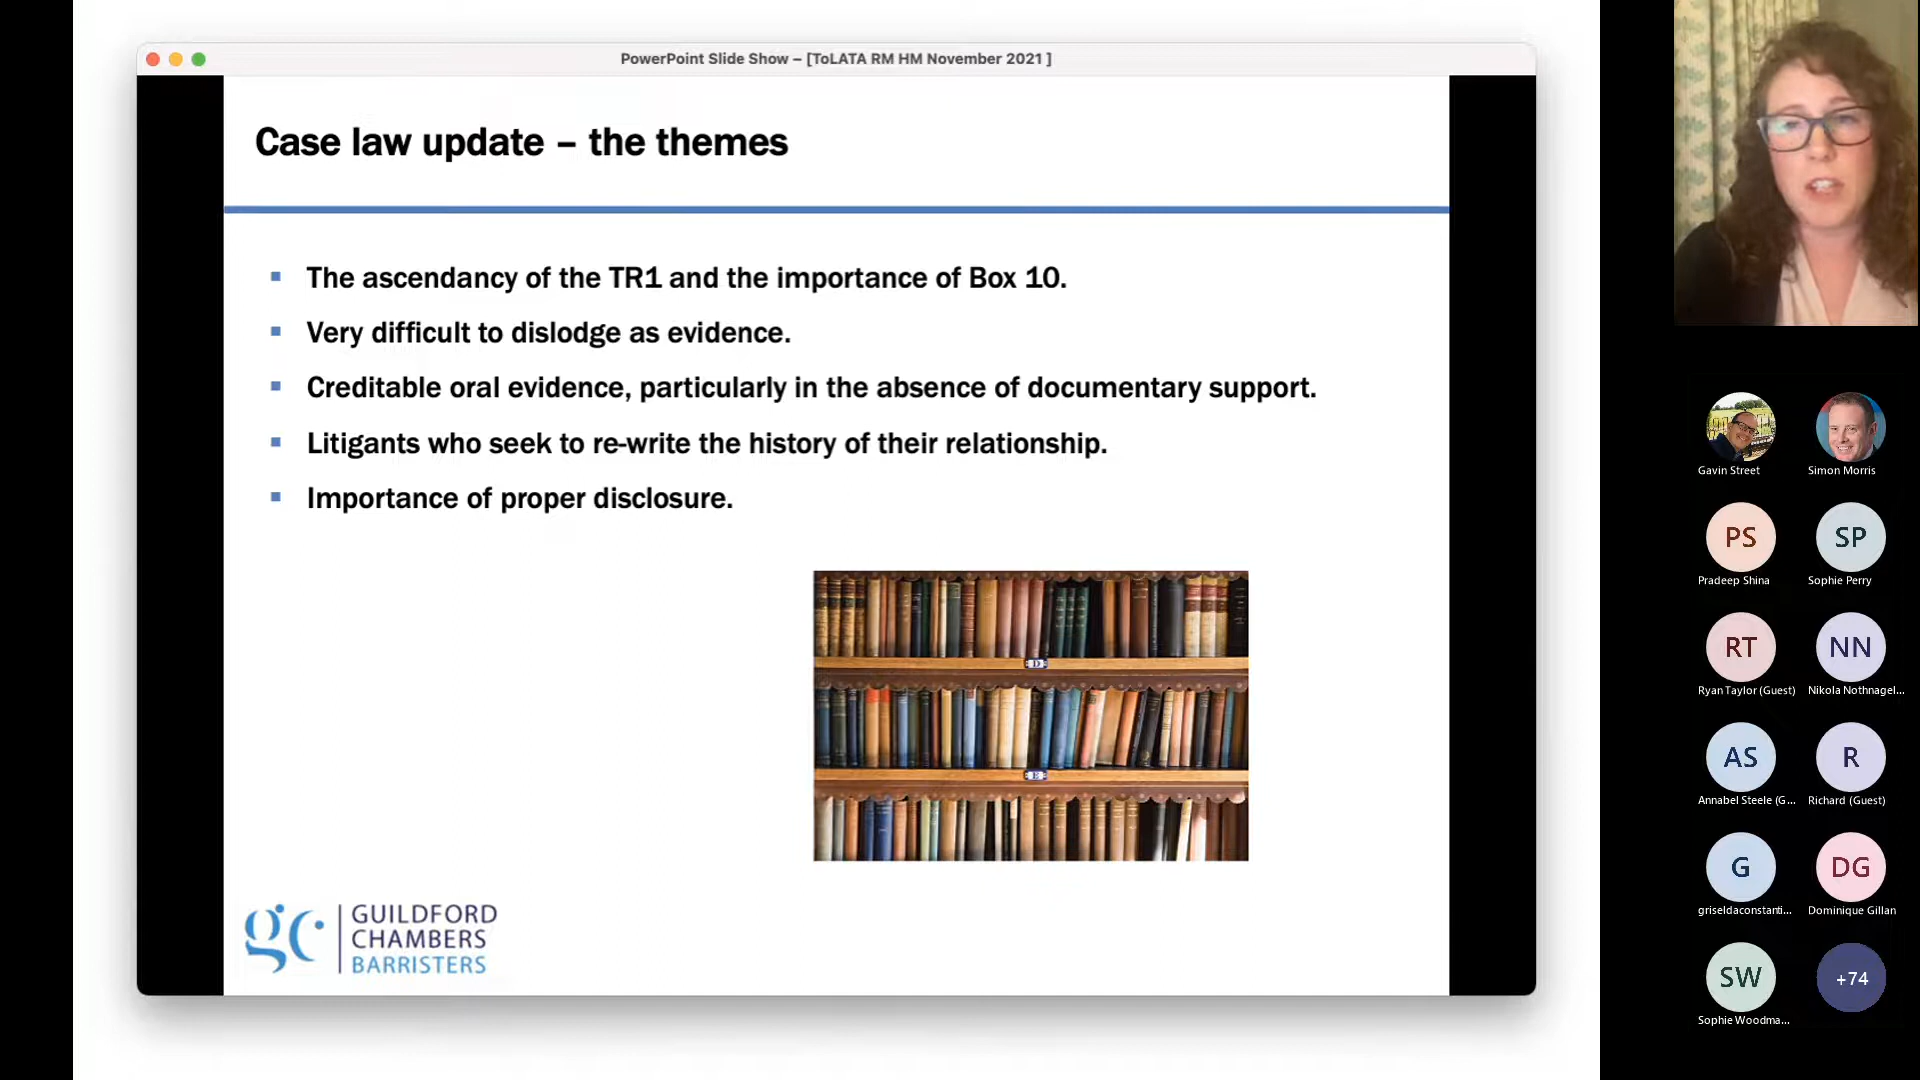 PowerPoint Slide Show – [ToLATA RM HM November 2021 ]
Case law update – the themes
The ascendancy of the TR1 and the importance of Box 10.
Very difficult to dislodge as evidence.
Creditable oral evidence, particularly in the absence of documentary support.
Litigants who seek to re-write the history of their relationship.
Importance of proper disclosure.
D
E
gc
GUILDFORD
CHAMBERS
BARRISTERS
Gavin Street
Simon Morris
PS
SP
Pradeep Shina
Sophie Perry
RT
NN
Ryan Taylor (Guest)
Nikola Nothnagel...
AS
R
Annabel Steele (G...
Richard (Guest)
G
DG
griseldaconstanti...
Dominique Gillan
SW
+74
Sophie Woodma...